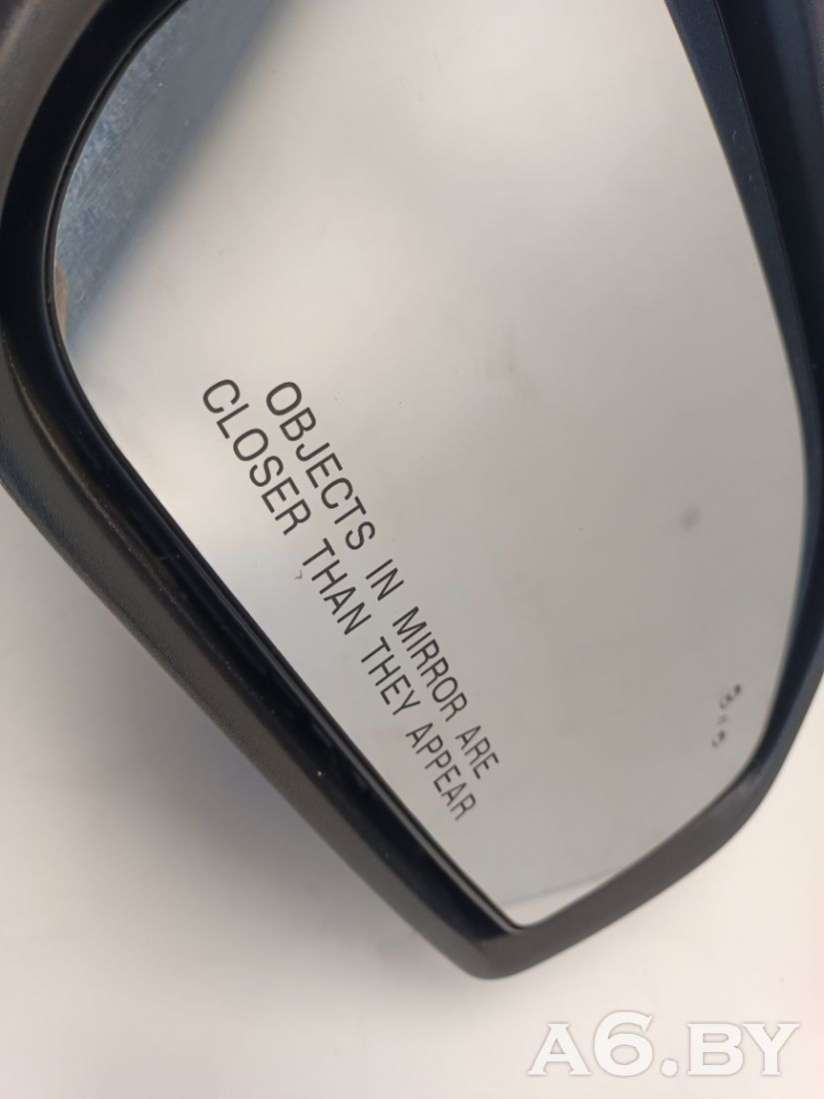 OBJECTS IN MIRROR ARE
CLOSER THAN THEY APPEAR
A6.BY